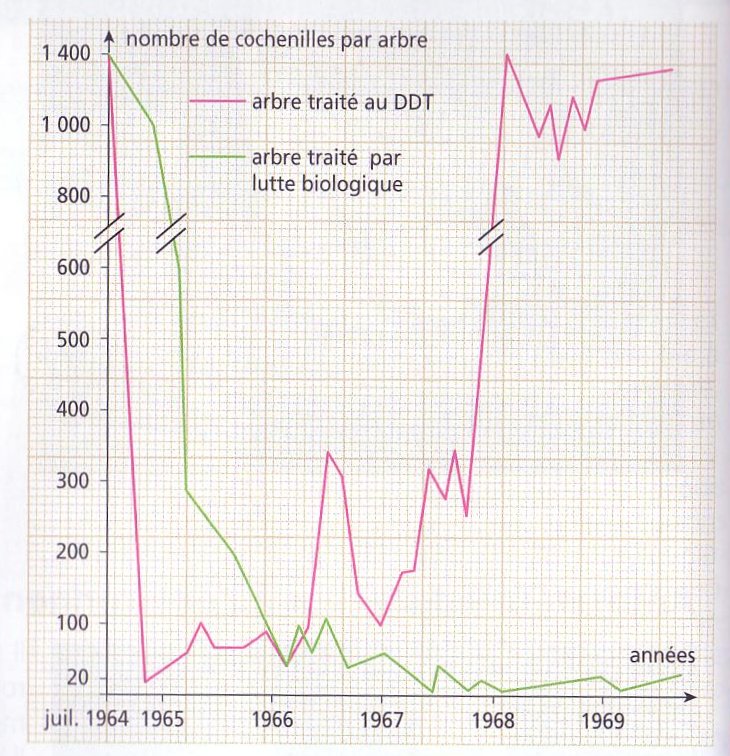 nombre de cochenilles par arbre
1 400
arbre traité au DDT
1 000
arbre traité par
lutte biologique
800
600
500
400
300
200
100
années
20
juil. 1964 1965 1966 1967 1968 1969